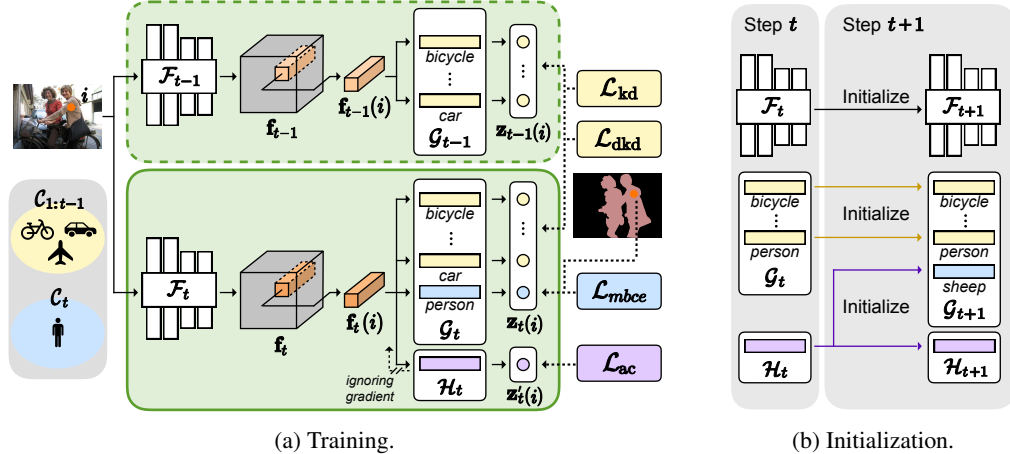 i
𝓕ₜ₋₁
fₜ₋₁
fₜ₋₁(i)
bicycle
⋮
car
𝓖ₜ₋₁
⋮
zₜ₋₁(i)
𝓛kd
𝓛dkd
𝓒₁:ₜ₋₁
𝓒ₜ
𝓕ₜ
fₜ
fₜ(i)
bicycle
⋮
car
person
𝓖ₜ
⋮
zₜ(i)
𝓛mbce
ignoring
gradient
𝓗ₜ
z′ₜ(i)
𝓛ac
(a) Training.
Step t
Step t+1
𝓕ₜ
Initialize
𝓕ₜ₊₁
bicycle
⋮
person
𝓖ₜ
Initialize
bicycle
⋮
person
sheep
𝓖ₜ₊₁
Initialize
𝓗ₜ
𝓗ₜ₊₁
(b) Initialization.